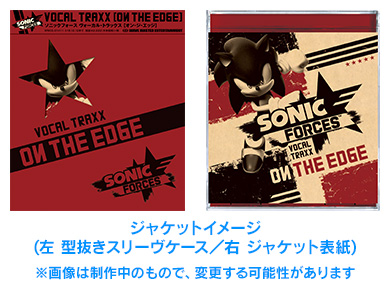 VOCAL TRAXX [ON THE EDGE]
ソニックフォース ヴォーカル・トラックス [オン・ジ・エッジ]
SONIC
FORCES
VOCAL TRAXX
ON THE EDGE
SONIC
FORCES
SONIC
FORCES
VOCAL
TRAXX
ON THE EDGE
ジャケットイメージ
(左 型抜きスリーヴケース／右 ジャケット表紙)
※画像は制作中のもので、変更する可能性があります